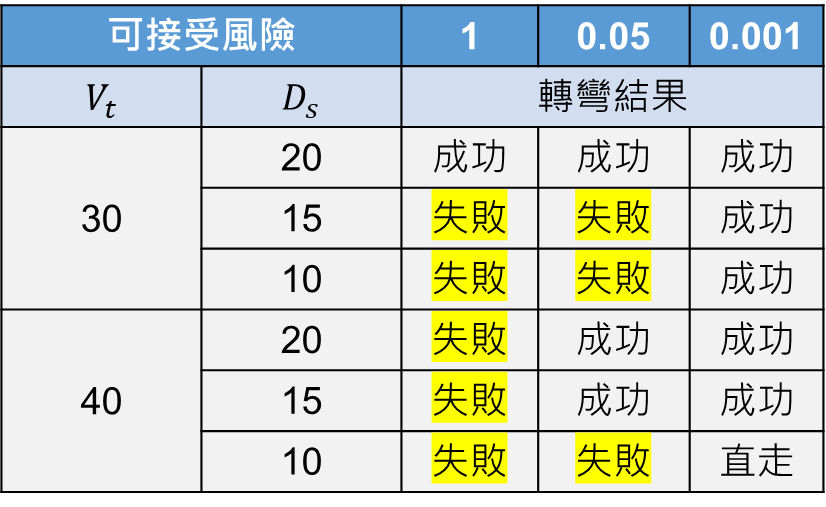 可接受風險 1 0.05 0.001
Vt Ds 轉彎結果
30 20 成功 成功 成功
15 失敗 失敗 成功
10 失敗 失敗 成功
40 20 失敗 成功 成功
15 失敗 成功 成功
10 失敗 失敗 直走